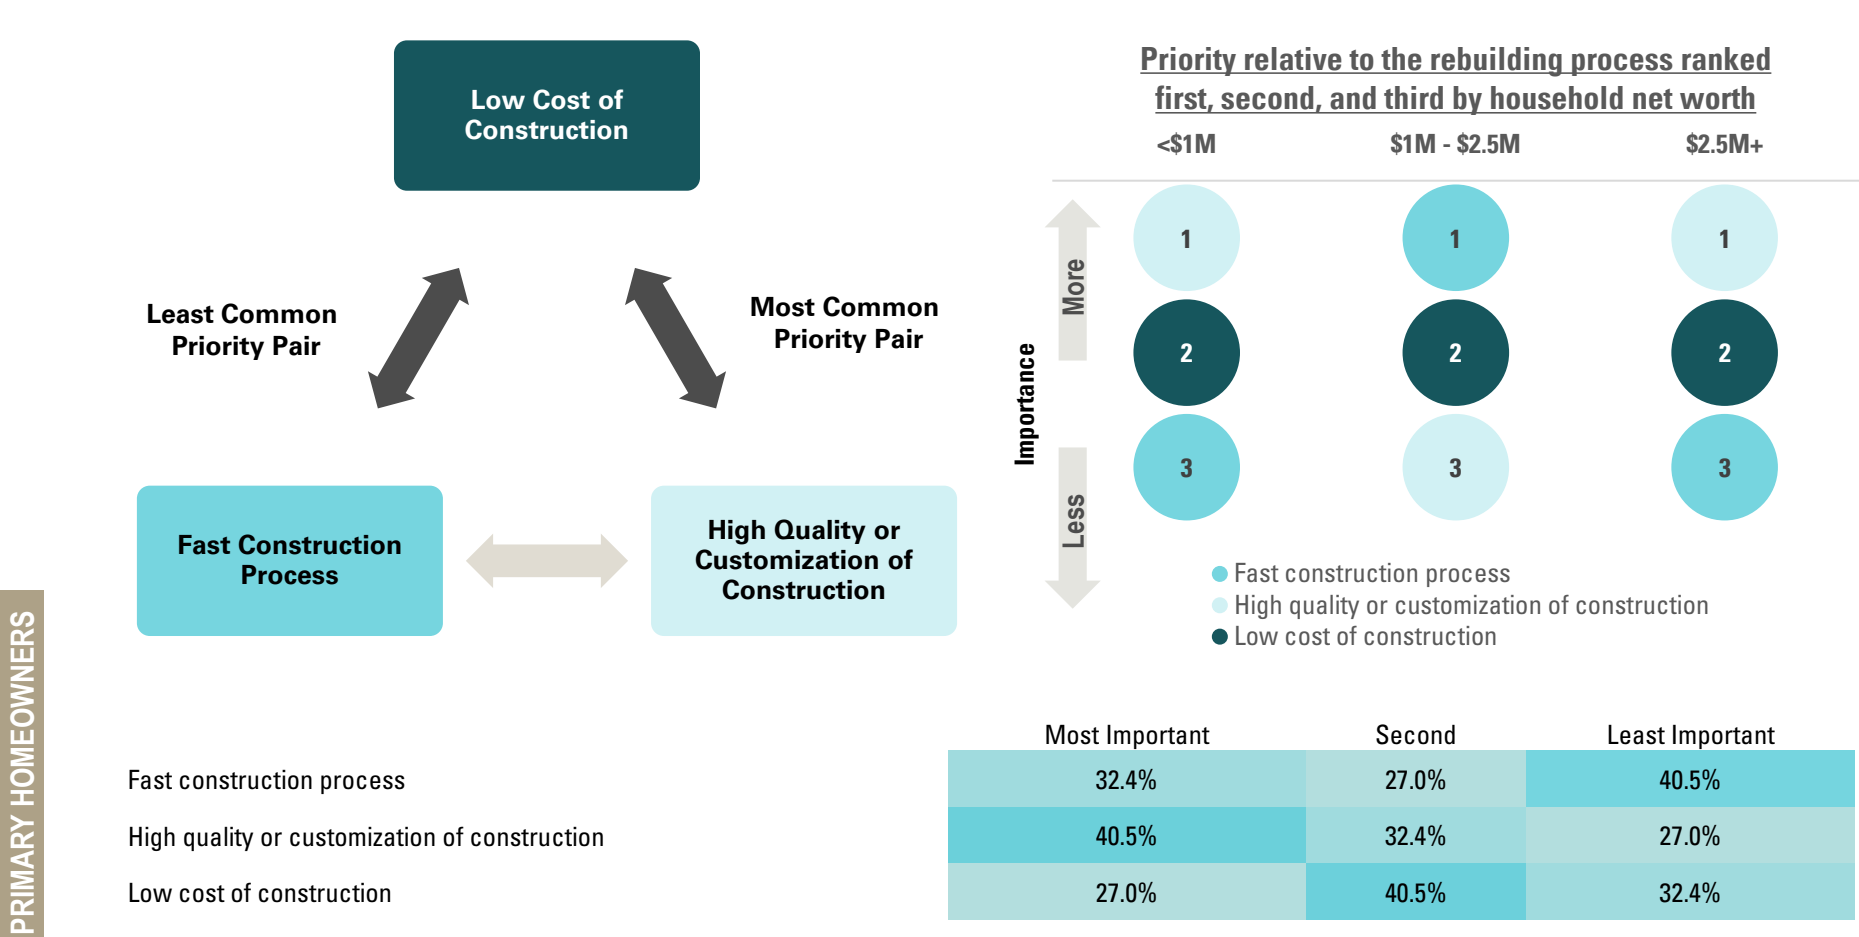 Low Cost of
Construction
Least Common
Priority Pair
Most Common
Priority Pair
Fast Construction
Process
High Quality or
Customization of
Construction
Priority relative to the rebuilding process ranked
first, second, and third by household net worth
<$1M $1M - $2.5M $2.5M+
Importance
More
Less
1 1 1
2 2 2
3 3 3
Fast construction process
High quality or customization of construction
Low cost of construction
PRIMARY HOMEOWNERS
Most Important Second Least Important
Fast construction process 32.4% 27.0% 40.5%
High quality or customization of construction 40.5% 32.4% 27.0%
Low cost of construction 27.0% 40.5% 32.4%